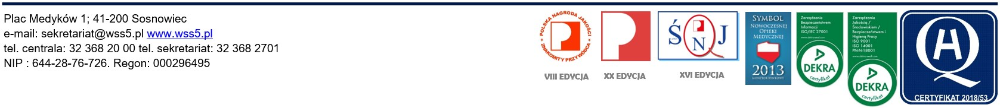 Plac Medyków 1; 41-200 Sosnowiec
e-mail: sekretariat@wss5.pl www.wss5.pl
tel. centrala: 32 368 20 00 tel. sekretariat: 32 368 2701
NIP : 644-28-76-726. Regon: 000296495
POLSKA NAGRODA JAKOŚCI
ZNAKOMITY PRZYWÓDCA
VIII EDYCJA
XX EDYCJA
Ś N J
XVI EDYCJA
SYMBOL
NOWOCZESNEJ
OPIEKI
MEDYCZNEJ
2013
MONITOR RYNKOWY
Zarządzanie
Bezpieczeństwem
Informacji
ISO/IEC 27001
DEKRA
certyfikat
Zarządzanie
Jakością /
Środowiskiem /
Bezpieczeństwem i
Higieną Pracy
ISO 9001
ISO 14001
PN-N-18001
DEKRA
certyfikat
CERTYFIKAT 2018/53